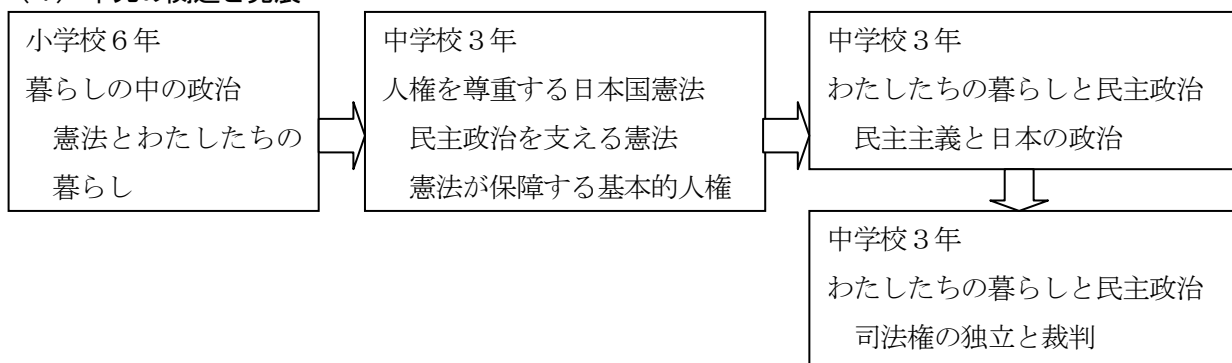 小学校６年
暮らしの中の政治
憲法とわたしたちの
暮らし
中学校３年
人権を尊重する日本国憲法
民主政治を支える憲法
憲法が保障する基本的人権
中学校３年
わたしたちの暮らしと民主政治
民主主義と日本の政治
中学校３年
わたしたちの暮らしと民主政治
司法権の独立と裁判